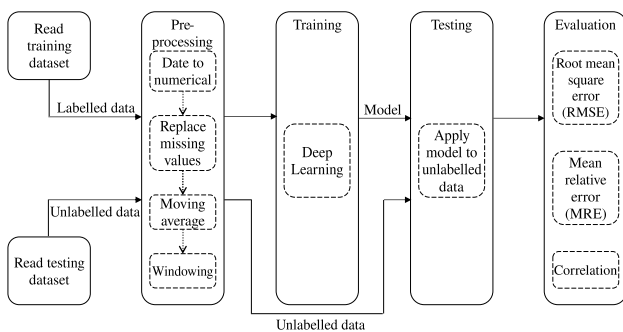 Read
training
dataset
Labelled data
Unlabelled data
Read testing
dataset
Pre-
processing
Date to
numerical
Replace
missing
values
Moving
average
Windowing
Training
Deep
Learning
Model
Unlabelled data
Testing
Apply
model to
unlabelled
data
Evaluation
Root mean
square
error
(RMSE)
Mean
relative
error
(MRE)
Correlation